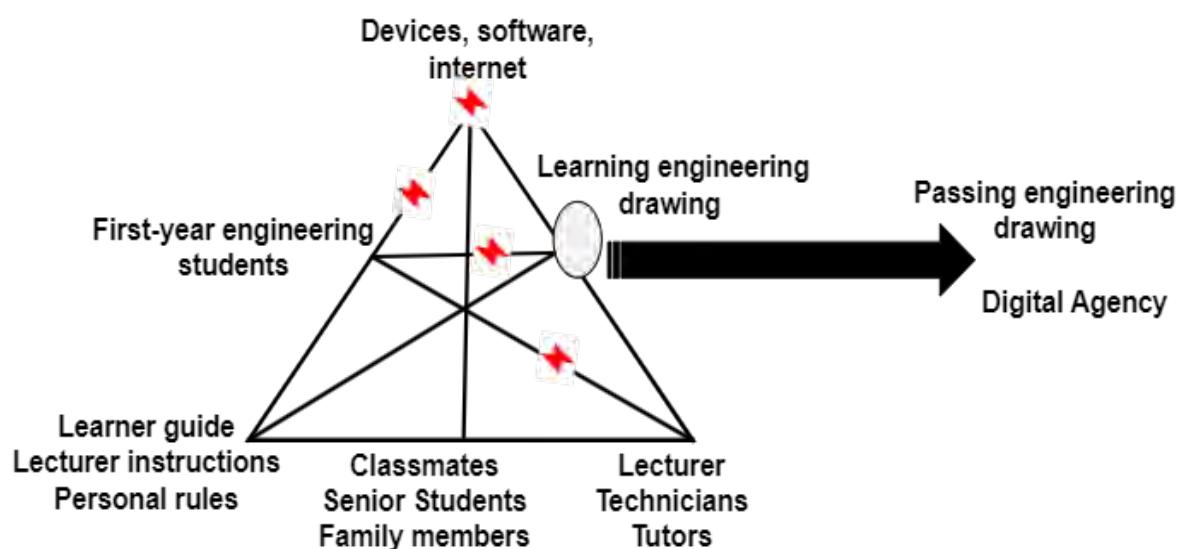 Devices, software,
internet
Learning engineering
drawing
Passing engineering
drawing
First-year engineering
students
Digital Agency
Learner guide
Lecturer instructions
Personal rules
Classmates
Senior Students
Family members
Lecturer
Technicians
Tutors